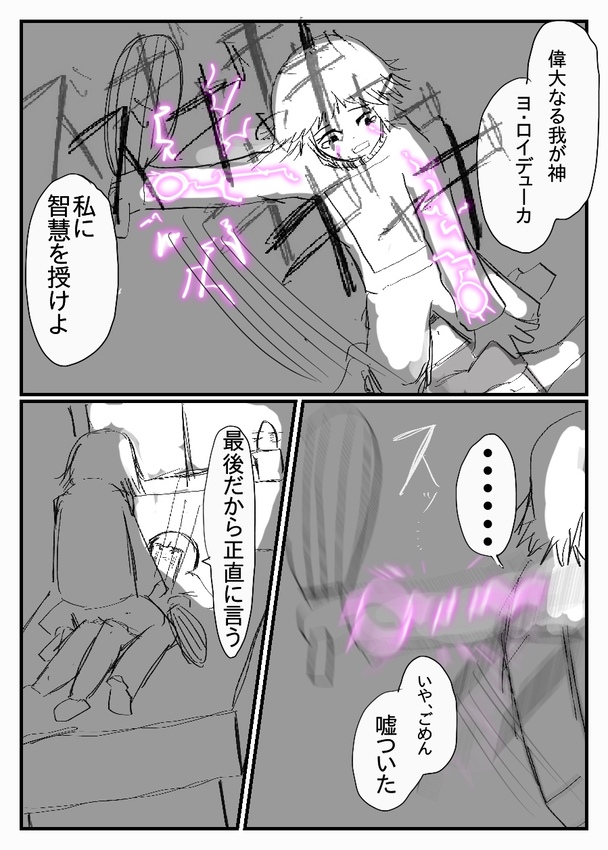 偉大なる我が神
ヨ・ロイデューカ
私に
智慧を授けよ
ス
・・・・・・
いや、ごめん
嘘ついた
最後だから正直に言う